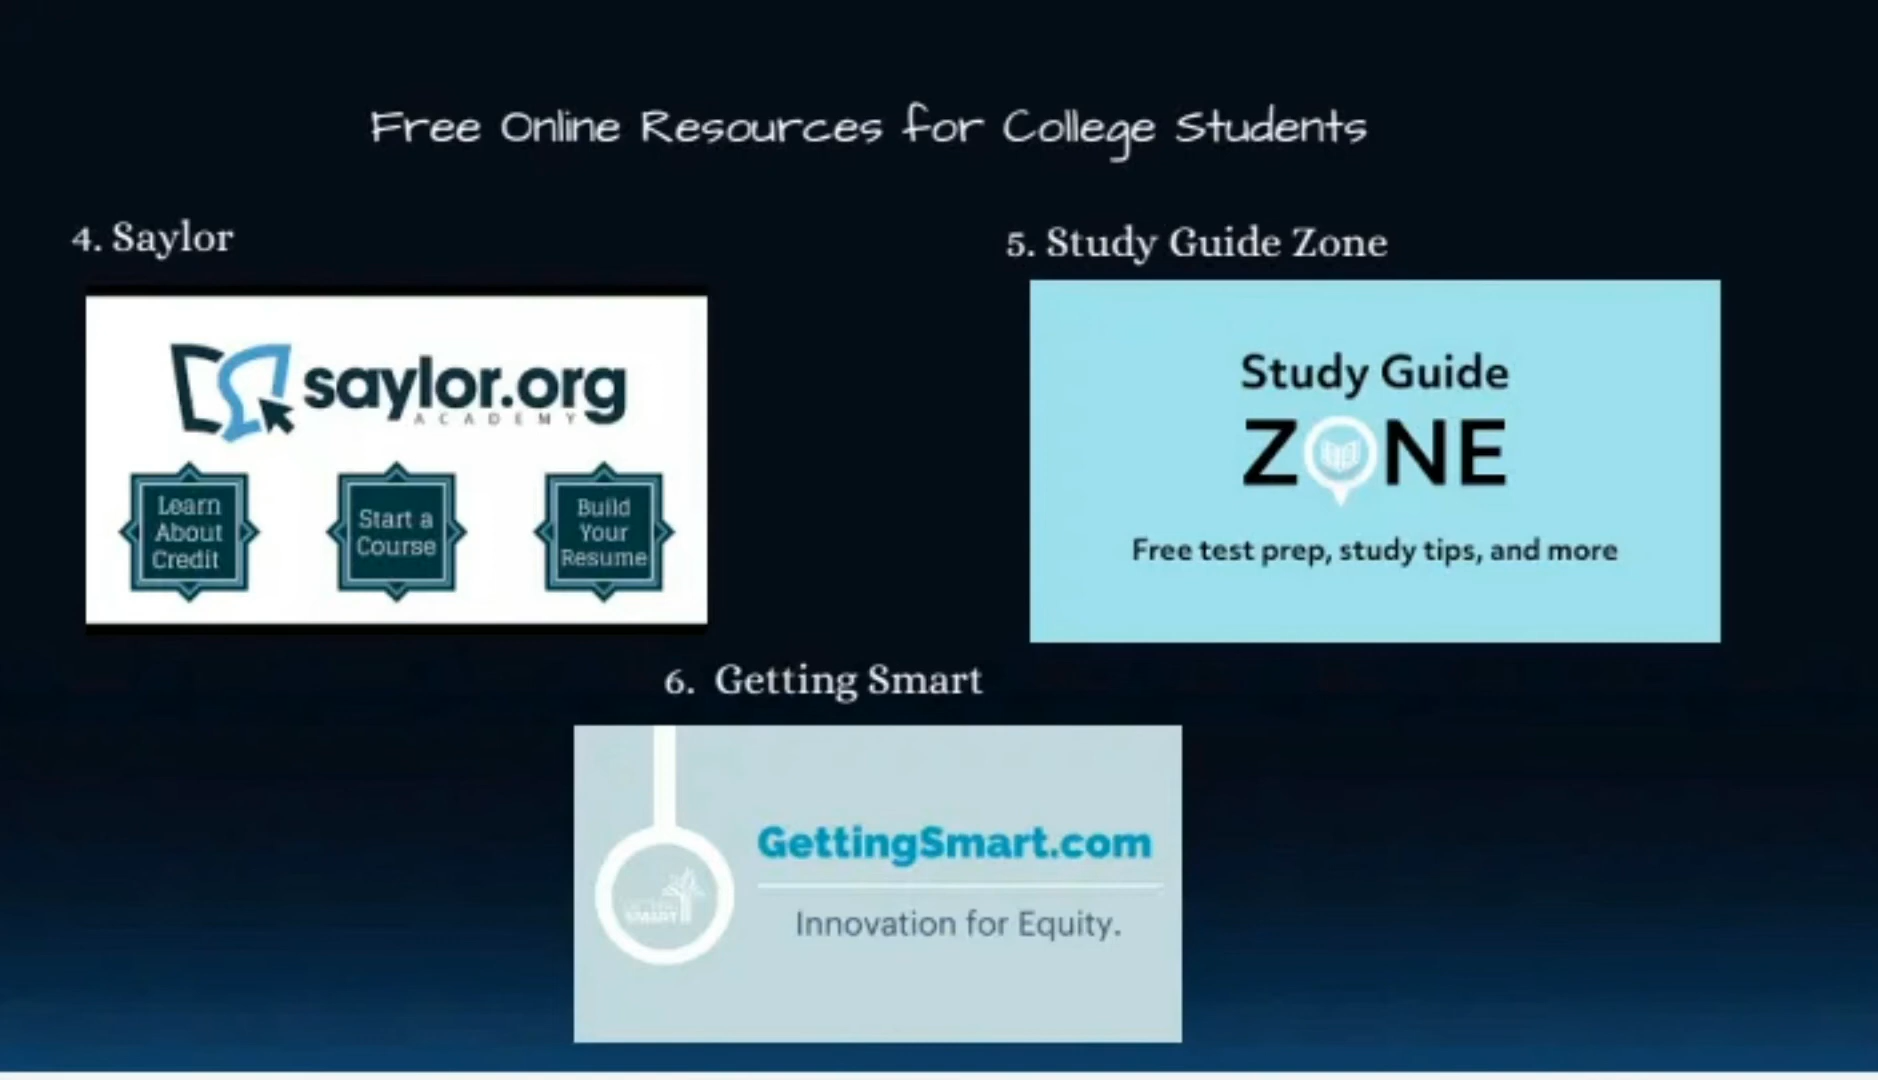 Free Online Resources for College Students
4. Saylor
saylor.org
ACADEMY
Learn
About
Credit
Start a
Course
Build
Your
Resume
5. Study Guide Zone
Study Guide
ZONE
Free test prep, study tips, and more
6. Getting Smart
GettingSmart.com
Innovation for Equity.
SMART